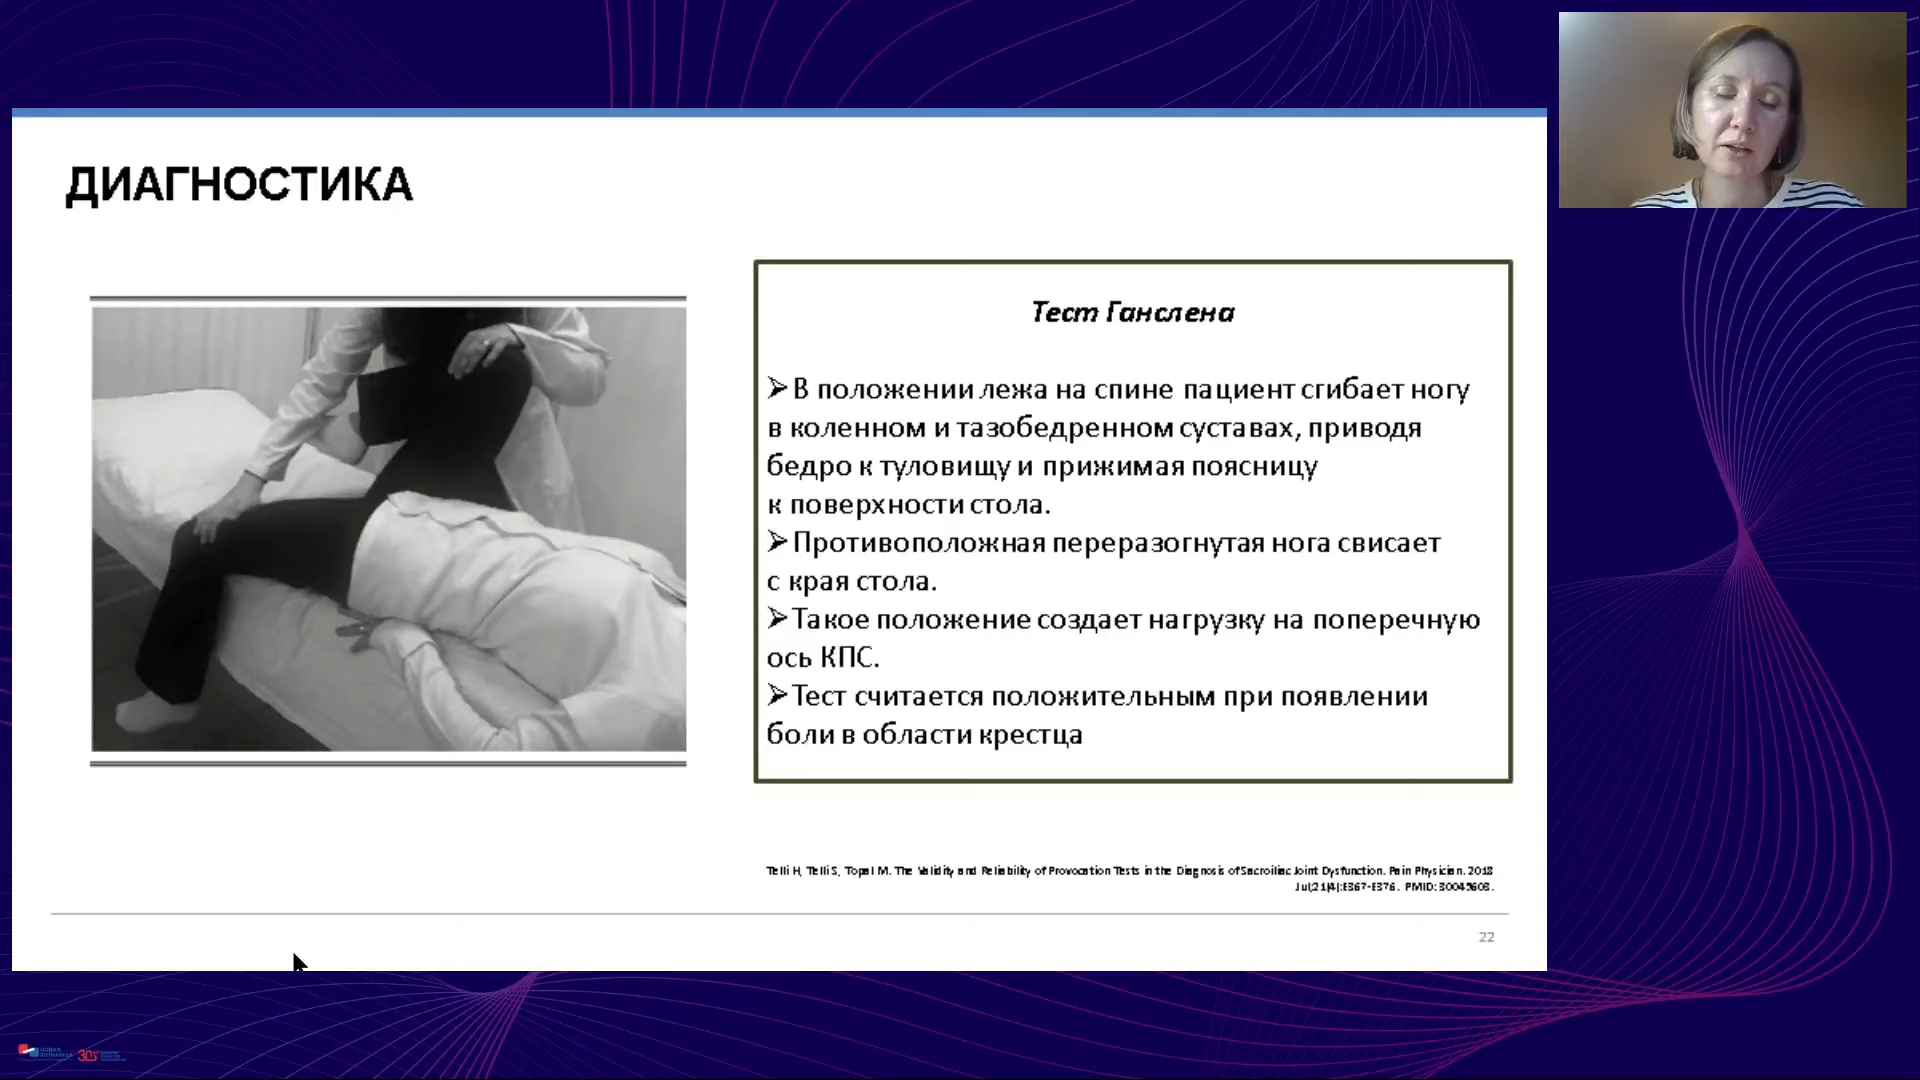 ДИАГНОСТИКА
Тест Ганслена
➢В положении лежа на спине пациент сгибает ногу
в коленном и тазобедренном суставах, приводя
бедро к туловищу и прижимая поясницу
к поверхности стола.
➢Противоположная переразогнутая нога свисает
с края стола.
➢Такое положение создает нагрузку на поперечную
ось КПС.
➢Тест считается положительным при появлении
боли в области крестца
Telli H, Telli S, Topal M. The Validity and Reliability of Provocation Tests in the Diagnosis of Sacroiliac Joint Dysfunction. Pain Physician. 2018
Jul;21(4):E367-E376. PMID: 30045603.
22
НОВАЯ
БОЛЬНИЦА